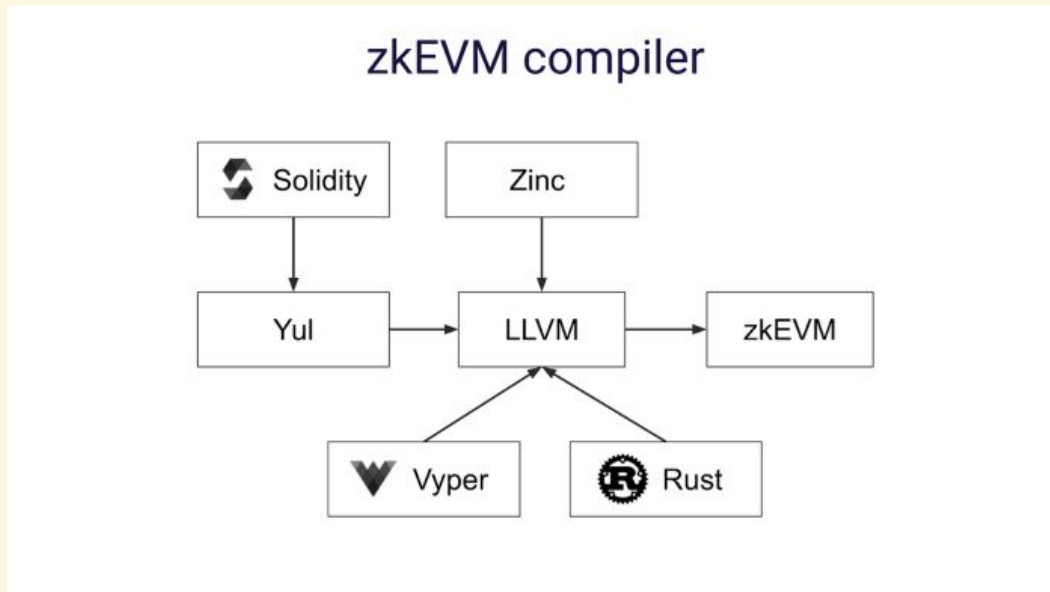 zkEVM compiler
Solidity
Zinc
Yul
LLVM
zkEVM
Vyper
Rust